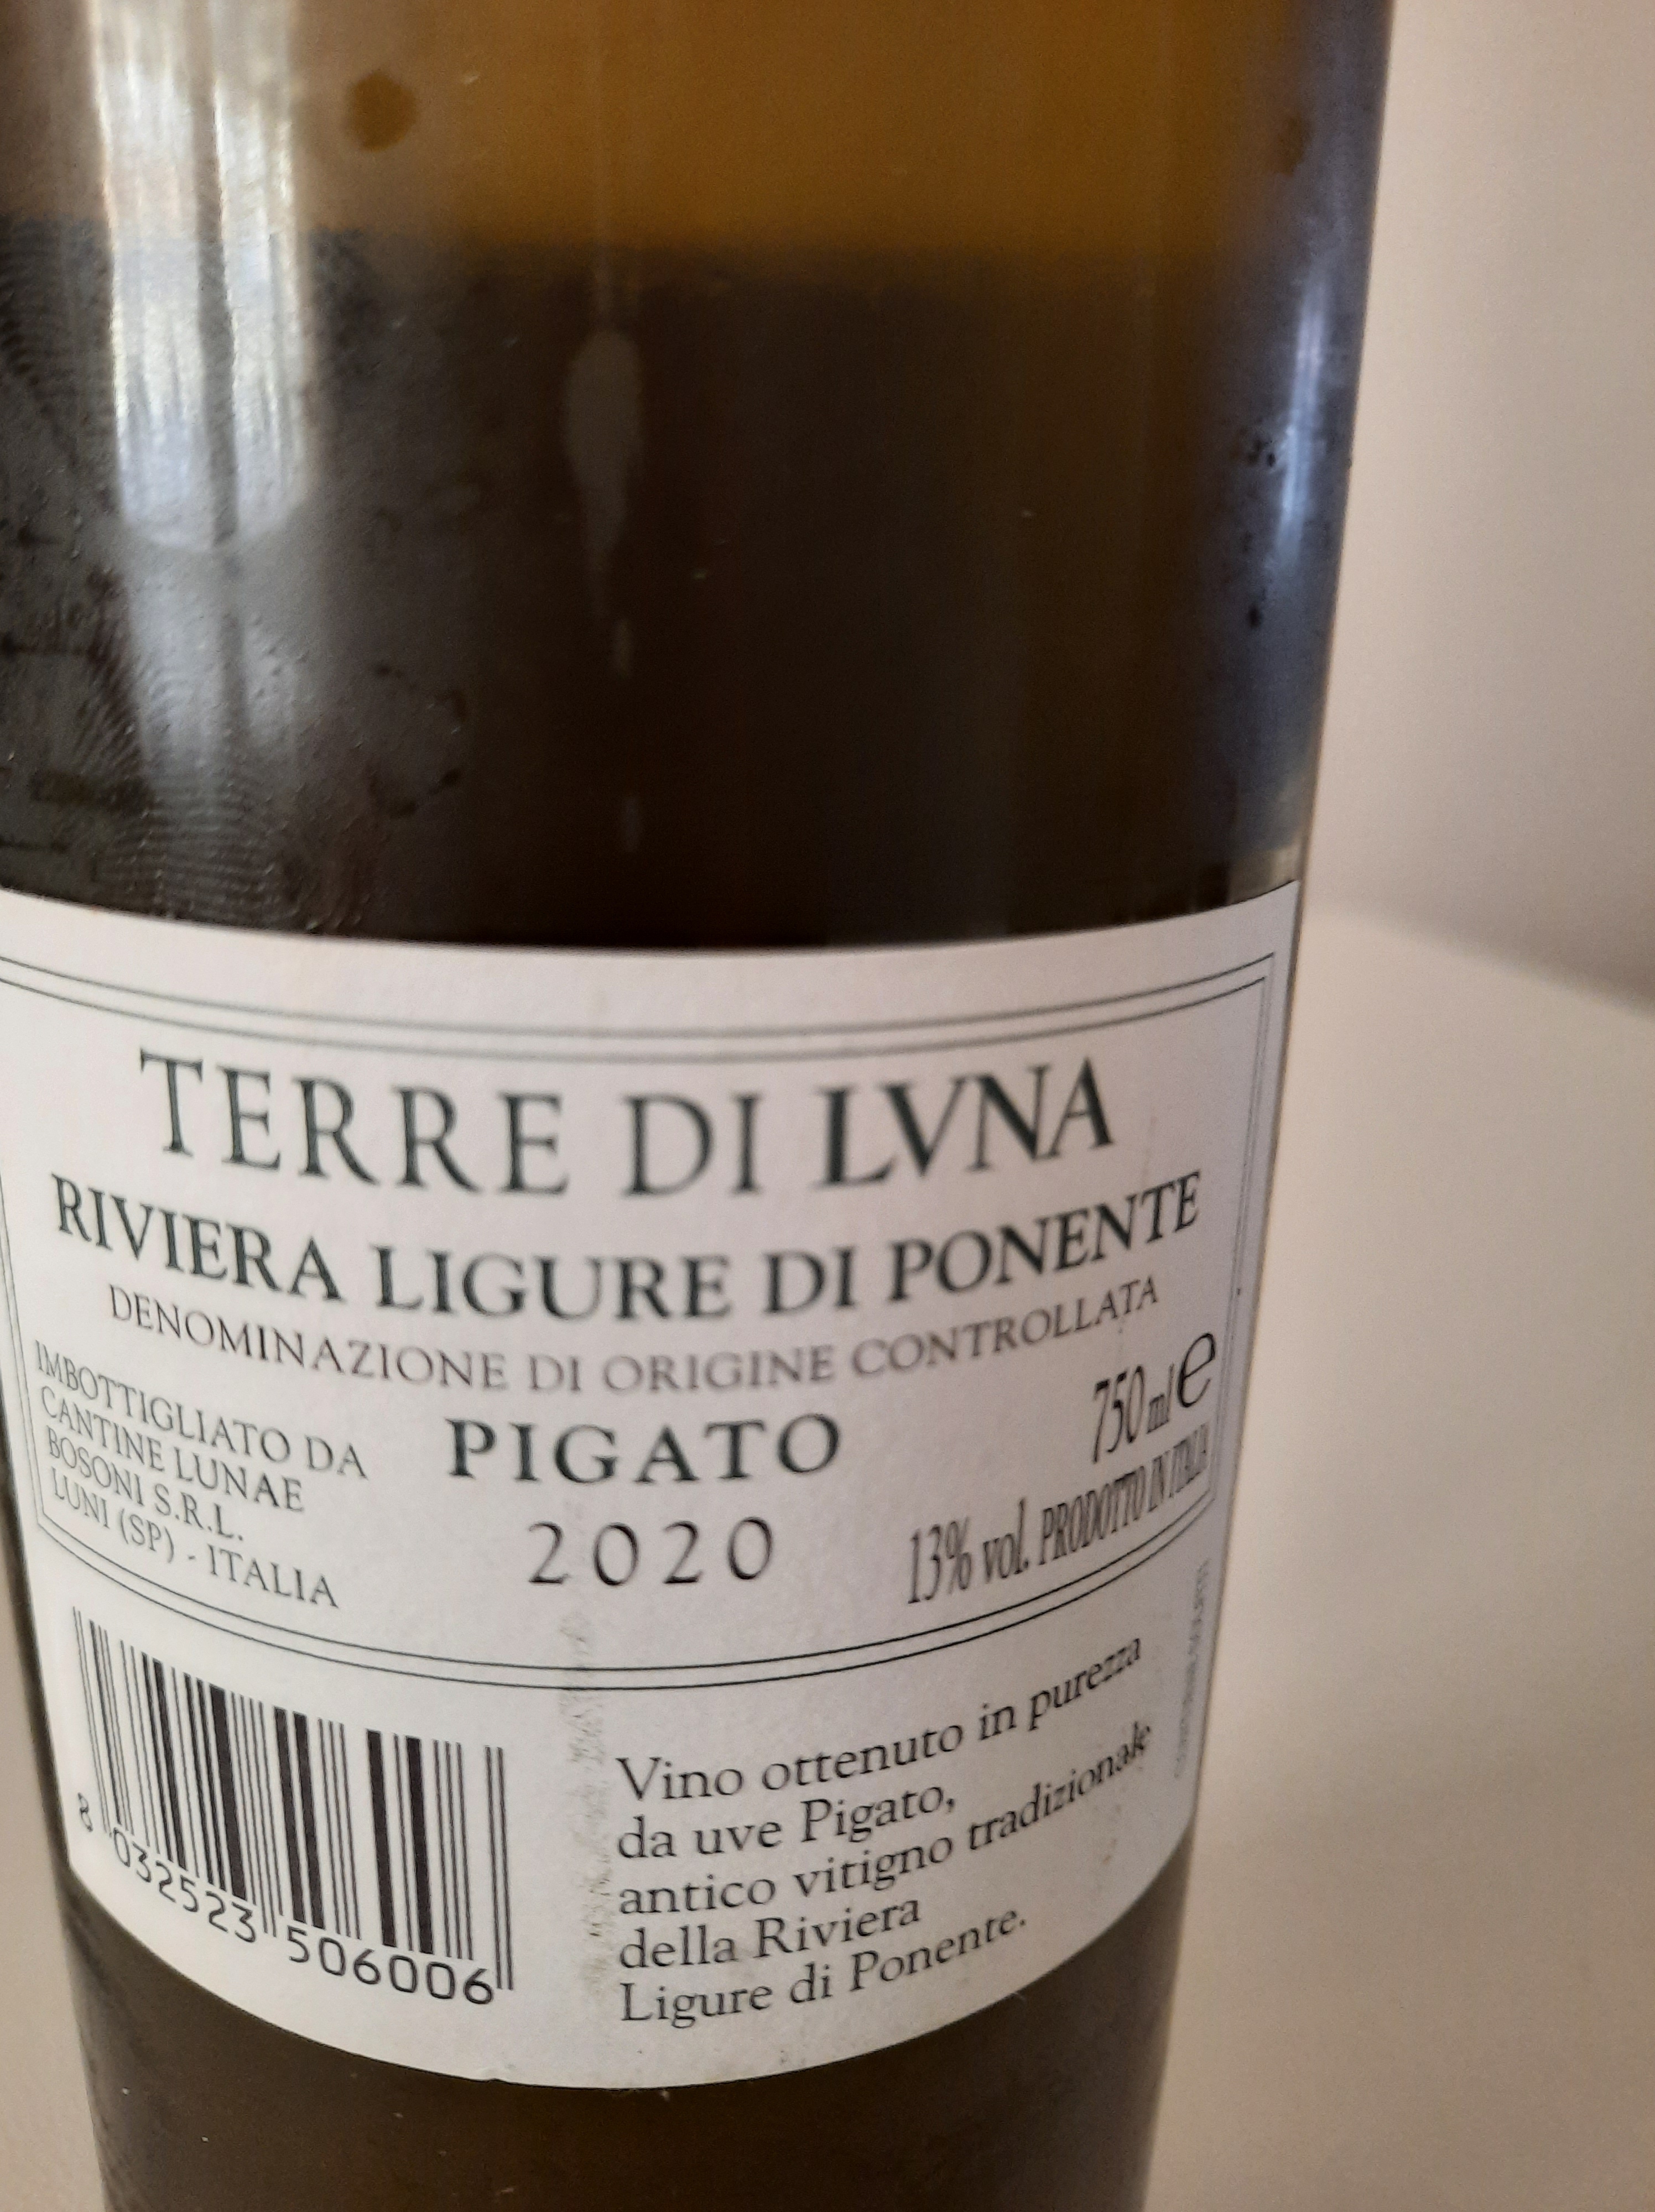 TERRE DI LVNA
RIVIERA LIGURE DI PONENTE
DENOMINAZIONE DI ORIGINE CONTROLLATA
IMBOTTIGLIATO DA
CANTINE LUNAE
BOSONI S.R.L.
LUNI (SP) - ITALIA
PIGATO
2020
750 ml e
13% vol. PRODOTTO IN ITALIA
8 032523 506006
Vino ottenuto in purezza
da uve Pigato,
antico vitigno tradizionale
della Riviera
Ligure di Ponente.